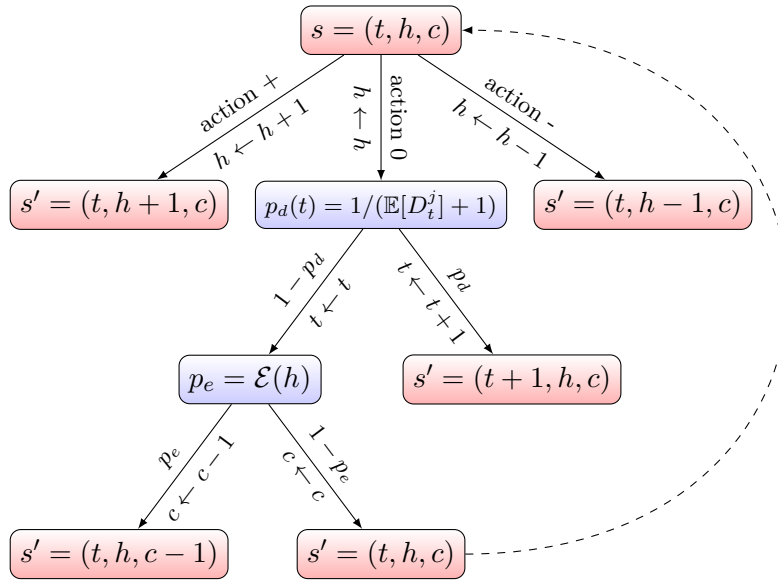 s = (t, h, c)
action +
h ← h + 1
action 0
h ← h
action -
h ← h − 1
s′ = (t, h + 1, c)
p_d(t) = 1/(𝔼[D_t^j] + 1)
s′ = (t, h − 1, c)
1 − p_d
t ← t
p_d
t ← t + 1
p_e = ℰ(h)
s′ = (t + 1, h, c)
p_e
c ← c − 1
1 − p_e
c ← c
s′ = (t, h, c − 1)
s′ = (t, h, c)